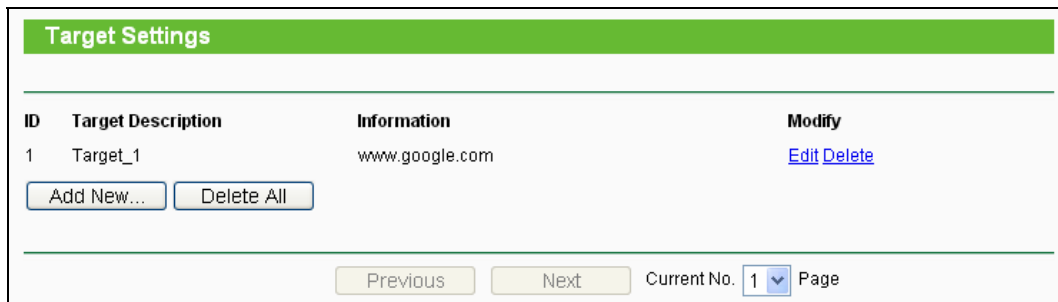 Target Settings
ID Target Description Information Modify
1 Target_1 www.google.com Edit Delete
Add New... Delete All
Previous Next Current No. 1 Page